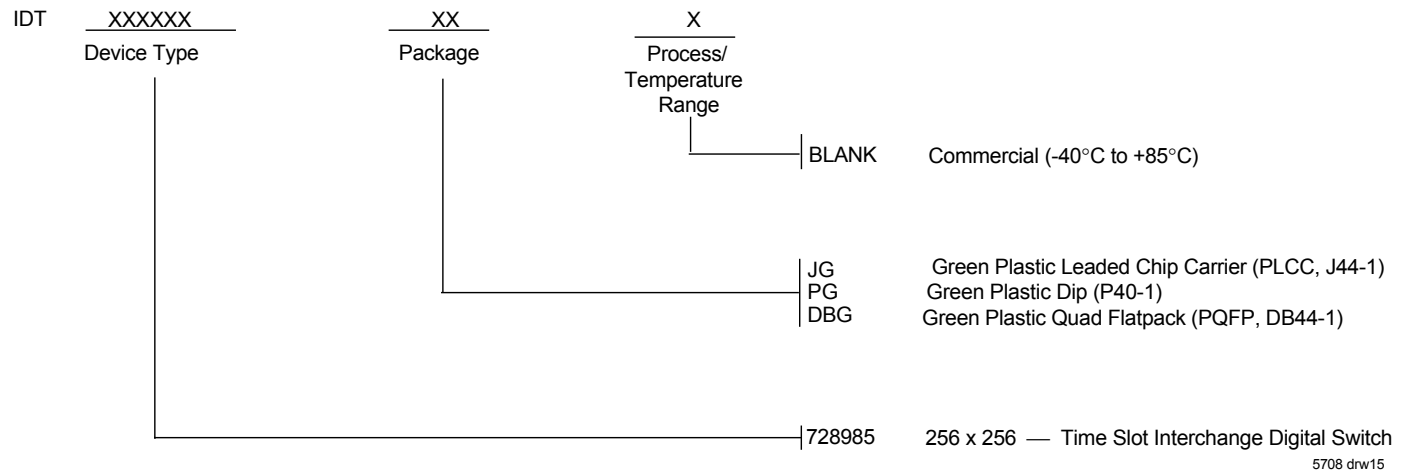 IDT XXXXXX XX X
Device Type Package Process/
Temperature
Range
BLANK Commercial (-40°C to +85°C)
JG Green Plastic Leaded Chip Carrier (PLCC, J44-1)
PG Green Plastic Dip (P40-1)
DBG Green Plastic Quad Flatpack (PQFP, DB44-1)
728985 256 x 256 — Time Slot Interchange Digital Switch
5708 drw15